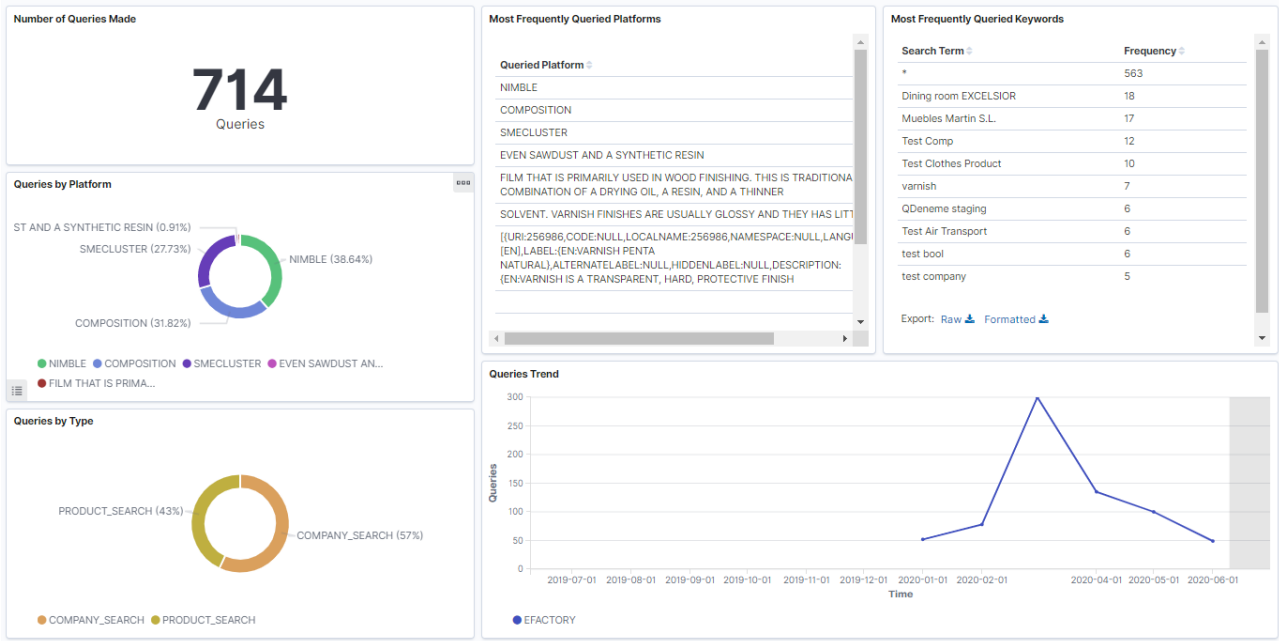 Number of Queries Made
714
Queries
Queries by Platform
ST AND A SYNTHETIC RESIN (0.91%)
SMECLUSTER (27.73%)
NIMBLE (38.64%)
COMPOSITION (31.82%)
NIMBLE COMPOSITION SMECLUSTER EVEN SAWDUST AN...
FILM THAT IS PRIMA...
Queries by Type
PRODUCT_SEARCH (43%)
COMPANY_SEARCH (57%)
COMPANY_SEARCH PRODUCT_SEARCH
Most Frequently Queried Platforms
Queried Platform
NIMBLE
COMPOSITION
SMECLUSTER
EVEN SAWDUST AND A SYNTHETIC RESIN
FILM THAT IS PRIMARILY USED IN WOOD FINISHING. THIS IS TRADITIONA
COMBINATION OF A DRYING OIL, A RESIN, AND A THINNER
SOLVENT. VARNISH FINISHES ARE USUALLY GLOSSY AND THEY HAS LITT
[{URI:256986,CODE:NULL,LOCALNAME:256986,NAMESPACE:NULL,LANGU
[EN],LABEL:{EN:VARNISH PENTA
NATURAL},ALTERNATELABEL:NULL,HIDDENLABEL:NULL,DESCRIPTION:
{EN:VARNISH IS A TRANSPARENT, HARD, PROTECTIVE FINISH
Most Frequently Queried Keywords
Search Term Frequency
* 563
Dining room EXCELSIOR 18
Muebles Martin S.L. 17
Test Comp 12
Test Clothes Product 10
varnish 7
QDeneme staging 6
Test Air Transport 6
test bool 6
test company 5
Export: Raw Formatted
Queries Trend
300
250
200
150
100
50
0
Queries
2019-07-01 2019-08-01 2019-09-01 2019-10-01 2019-11-01 2019-12-01 2020-01-01 2020-02-01 2020-04-01 2020-05-01 2020-06-01
Time
EFACTORY